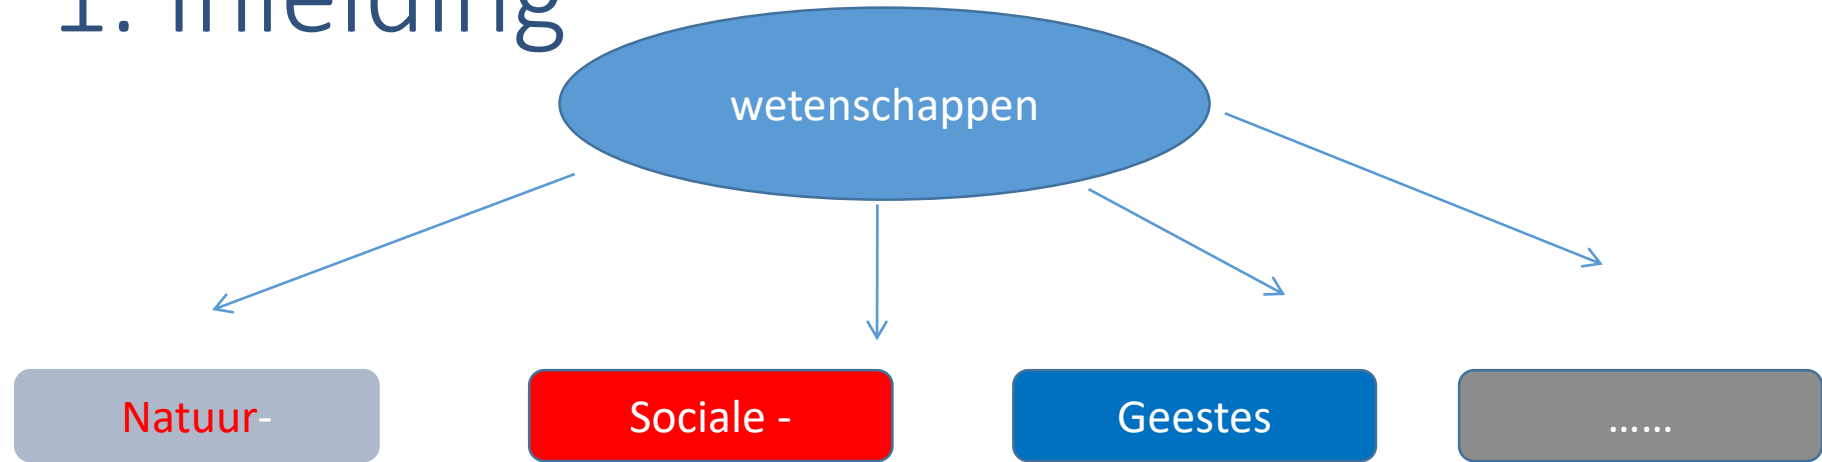 1. Inleiding
wetenschappen
Natuur-
Sociale -
Geestes
......